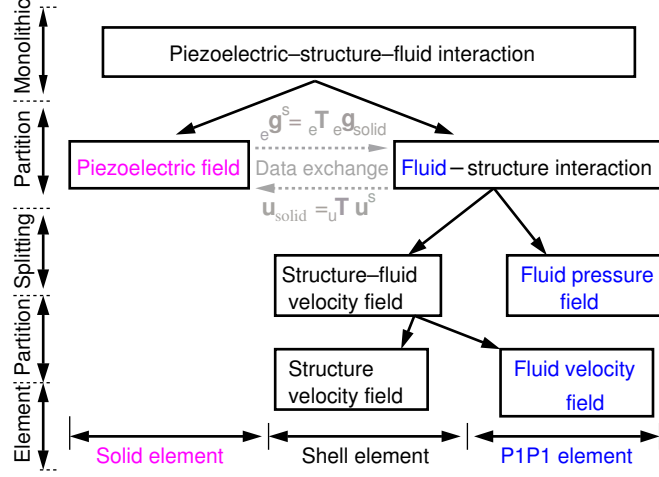 Monolithic
Piezoelectric–structure–fluid interaction
Partition
ₑgˢ= ₑT ₑg_solid
Piezoelectric field
Data exchange
Fluid – structure interaction
u_solid =ᵤT uˢ
Splitting
Structure–fluid
velocity field
Fluid pressure
field
Partition
Structure
velocity field
Fluid velocity
field
Element
Solid element
Shell element
P1P1 element